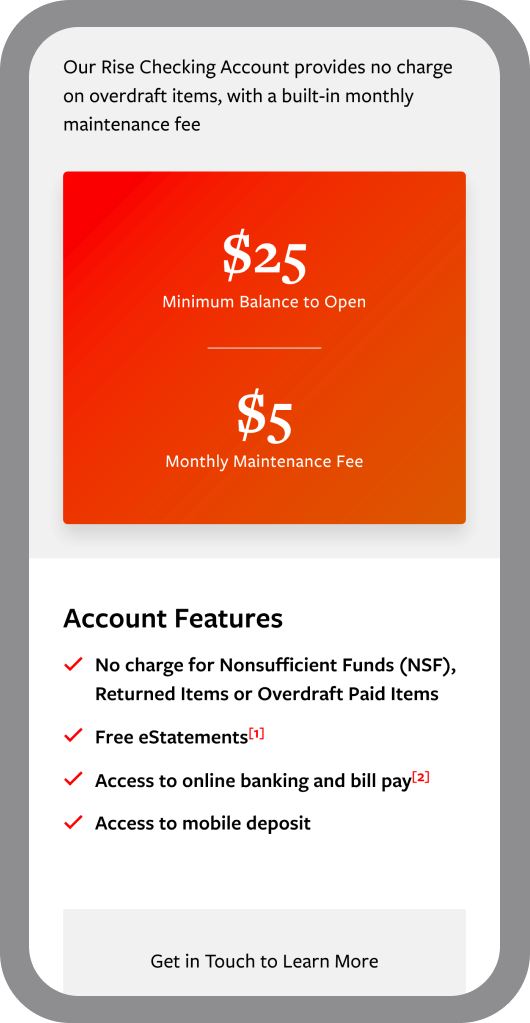 Our Rise Checking Account provides no charge
on overdraft items, with a built-in monthly
maintenance fee
$25
Minimum Balance to Open
$5
Monthly Maintenance Fee
Account Features
No charge for Nonsufficient Funds (NSF),
Returned Items or Overdraft Paid Items
Free eStatements[1]
Access to online banking and bill pay[2]
Access to mobile deposit
Get in Touch to Learn More